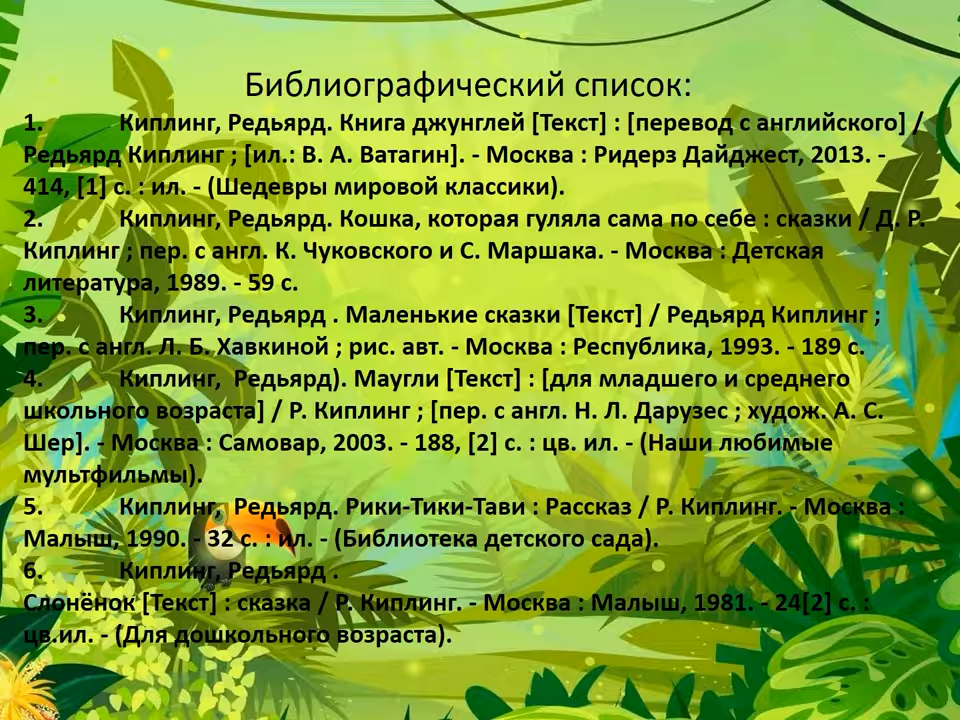 Библиографический список:
1. Киплинг, Редьярд. Книга джунглей [Текст] : [перевод с английского] /
Редьярд Киплинг ; [ил.: В. А. Ватагин]. - Москва : Ридерз Дайджест, 2013. -
414, [1] с. : ил. - (Шедевры мировой классики).
2. Киплинг, Редьярд. Кошка, которая гуляла сама по себе : сказки / Д. Р.
Киплинг ; пер. с англ. К. Чуковского и С. Маршака. - Москва : Детская
литература, 1989. - 59 с.
3. Киплинг, Редьярд . Маленькие сказки [Текст] / Редьярд Киплинг ;
пер. с англ. Л. Б. Хавкиной ; рис. авт. - Москва : Республика, 1993. - 189 с.
4. Киплинг, Редьярд). Маугли [Текст] : [для младшего и среднего
школьного возраста] / Р. Киплинг ; [пер. с англ. Н. Л. Дарузес ; худож. А. С.
Шер]. - Москва : Самовар, 2003. - 188, [2] с. : цв. ил. - (Наши любимые
мультфильмы).
5. Киплинг, Редьярд. Рики-Тики-Тави : Рассказ / Р. Киплинг. - Москва :
Малыш, 1990. - 32 с. : ил. - (Библиотека детского сада).
6. Киплинг, Редьярд .
Слонёнок [Текст] : сказка / Р. Киплинг. - Москва : Малыш, 1981. - 24[2] с. :
цв.ил. - (Для дошкольного возраста).